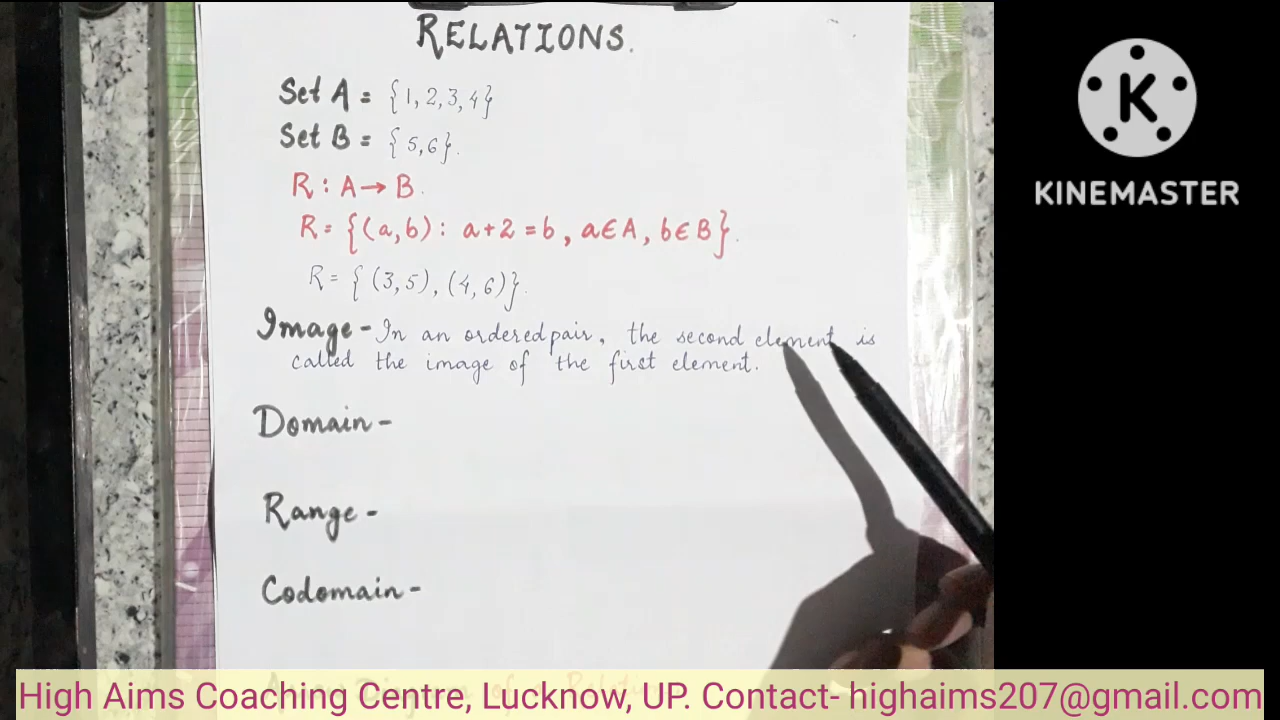 RELATIONS.
Set A = {1, 2, 3, 4}
Set B = {5,6}.
R : A → B.
R = {(a,b) : a+2 = b, a∈A, b∈B}.
R = {(3,5), (4,6)}.
Image - In an ordered pair, the second element is
called the image of the first element.
Domain -
Range -
Codomain -
K
KINEMASTER
High Aims Coaching Centre, Lucknow, UP. Contact- highaims207@gmail.com